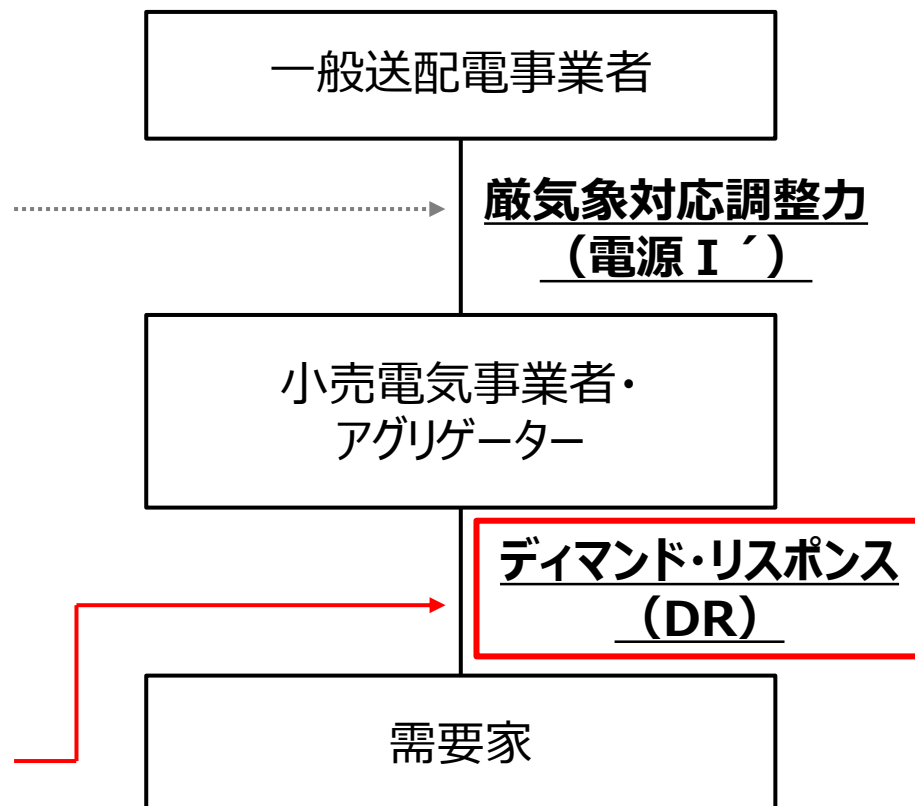 一般送配電事業者
厳気象対応調整力
（電源Ⅰ´）
小売電気事業者・
アグリゲーター
ディマンド・リスポンス
（DR）
需要家